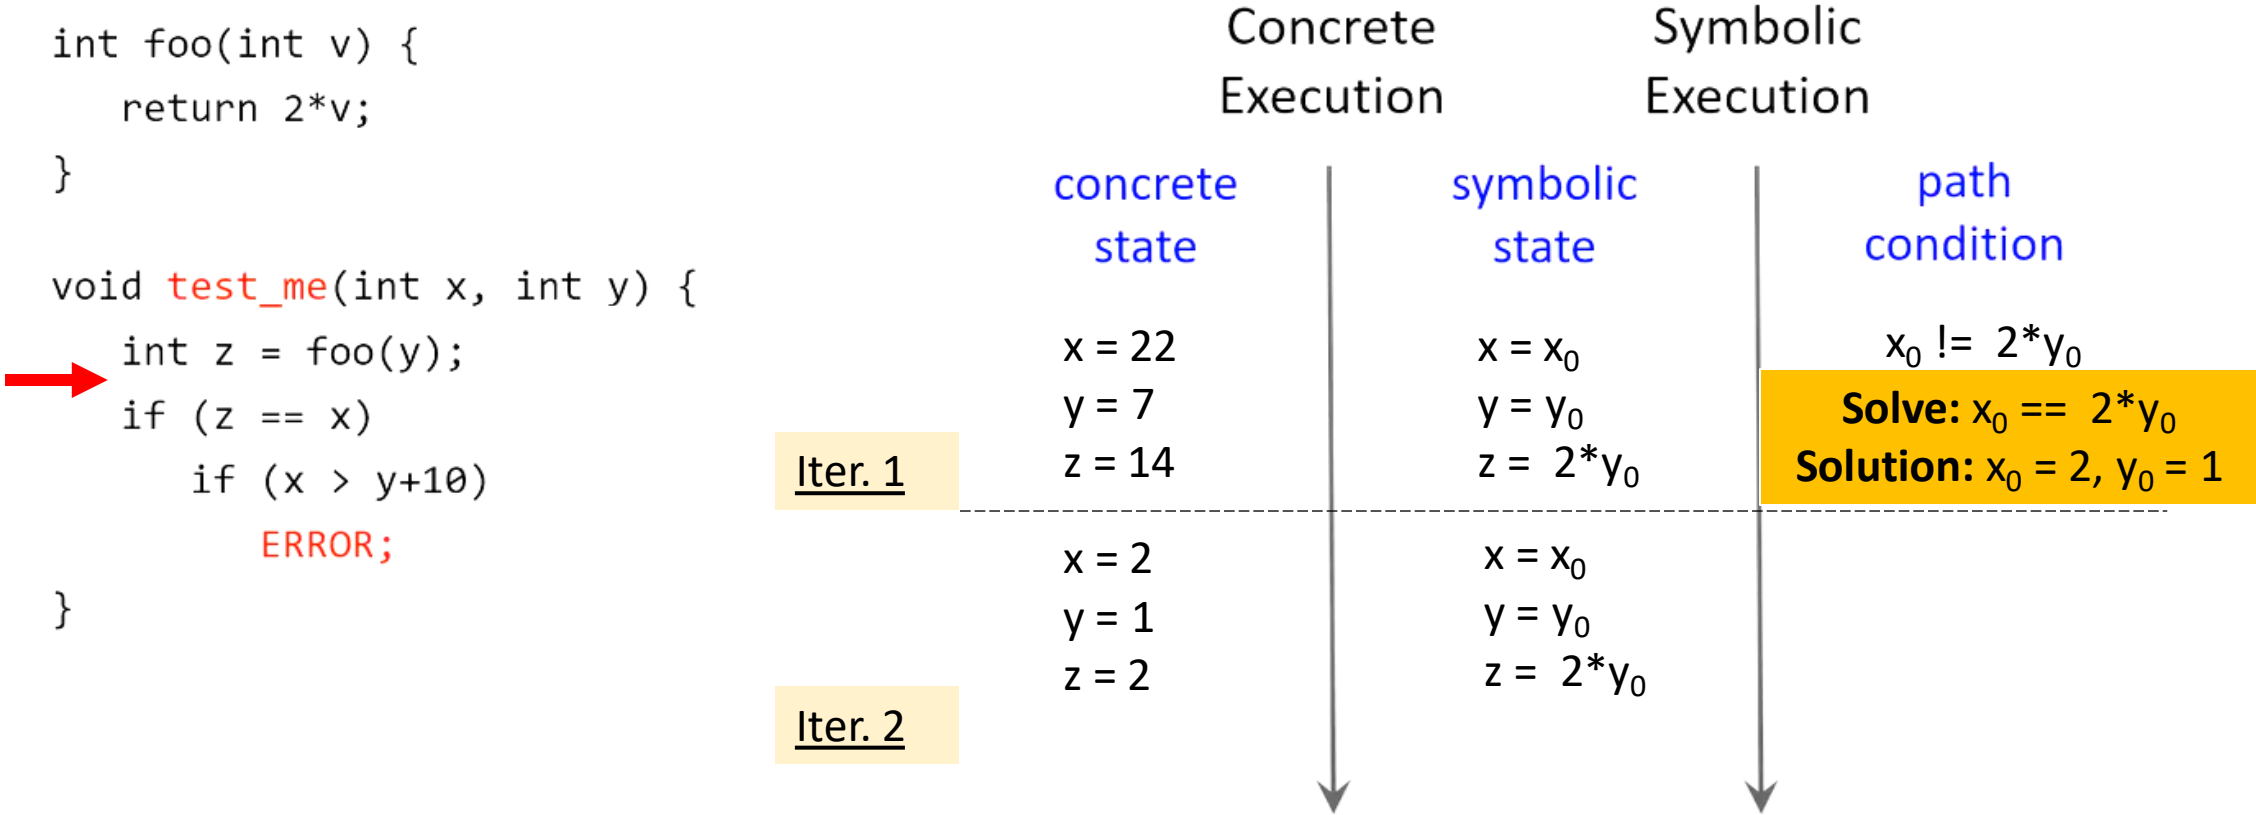 int foo(int v) {
return 2*v;
}
void test_me(int x, int y) {
int z = foo(y);
if (z == x)
if (x > y+10)
ERROR;
}
Concrete
Execution
Symbolic
Execution
concrete
state
symbolic
state
path
condition
Iter. 1
x = 22
y = 7
z = 14
x = x₀
y = y₀
z = 2*y₀
x₀ != 2*y₀
Solve: x₀ == 2*y₀
Solution: x₀ = 2, y₀ = 1
Iter. 2
x = 2
y = 1
z = 2
x = x₀
y = y₀
z = 2*y₀